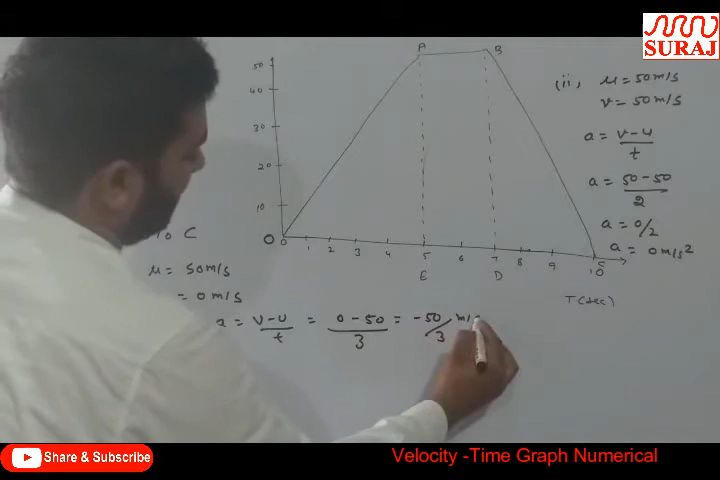 SURAJ
A B
50
40
30
20
10
O 0 1 2 3 4 5 6 7 8 9 10
E D
T(sec)
(ii) u = 50 m/s
v = 50 m/s
a = v-u/t
a = 50-50/2
a = 0/2
a = 0 m/s²
C
u = 50 m/s
= 0 m/s
a = v-u/t = 0-50/3 = -50/3 m/s
Share & Subscribe
Velocity -Time Graph Numerical